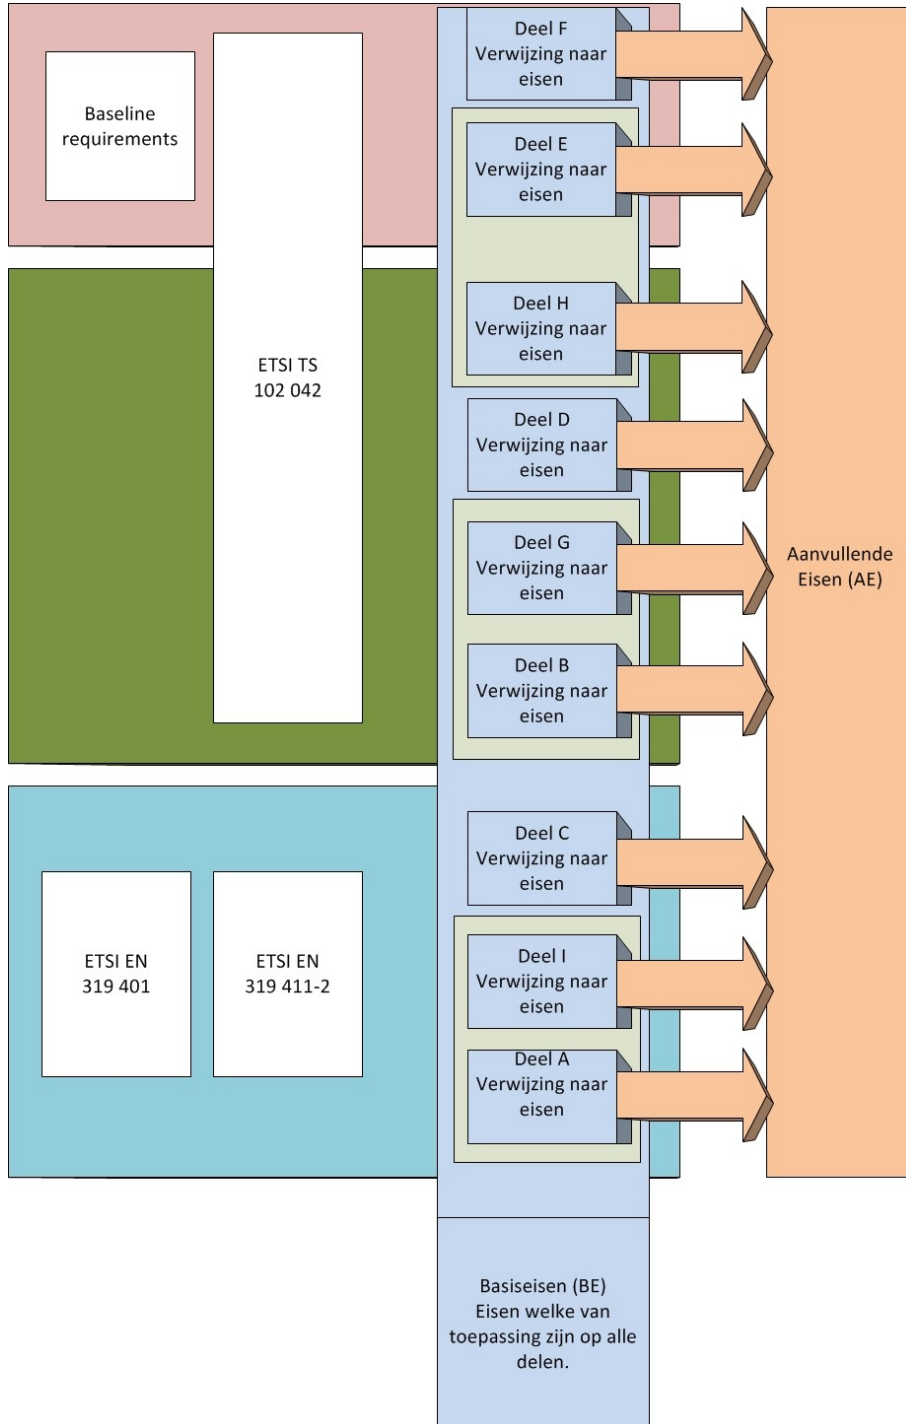 Baseline
requirements
ETSI TS
102 042
ETSI EN
319 401
ETSI EN
319 411-2
Deel F
Verwijzing naar
eisen
Deel E
Verwijzing naar
eisen
Deel H
Verwijzing naar
eisen
Deel D
Verwijzing naar
eisen
Deel G
Verwijzing naar
eisen
Deel B
Verwijzing naar
eisen
Deel C
Verwijzing naar
eisen
Deel I
Verwijzing naar
eisen
Deel A
Verwijzing naar
eisen
Basiseisen (BE)
Eisen welke van
toepassing zijn op alle
delen.
Aanvullende
Eisen (AE)